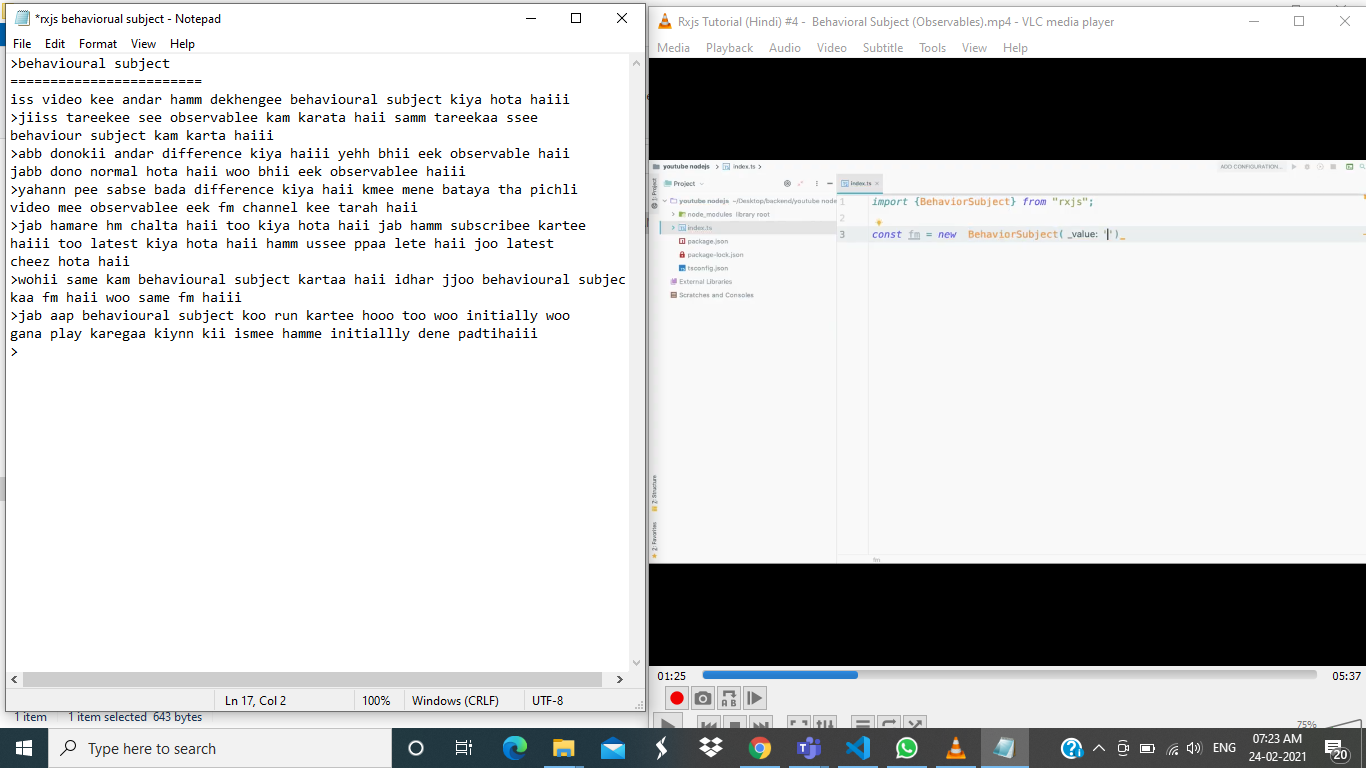 *rxjs behaviorual subject - Notepad
File Edit Format View Help
>behavioural subject
========================
iss video kee andar hamm dekhengee behavioural subject kiya hota haiii
>jiiss tareekee see observablee kam karata haii samm tareekaa ssee
behaviour subject kam karta haiii
>abb donokii andar difference kiya haiii yehh bhii eek observable haii
jabb dono normal hota haii woo bhii eek observablee haiii
>yahann pee sabse bada difference kiya haii kmee mene bataya tha pichli
video mee observablee eek fm channel kee tarah haii
>jab hamare hm chalta haii too kiya hota haii jab hamm subscribee kartee
haiii too latest kiya hota haii hamm ussee ppaa lete haii joo latest
cheez hota haii
>wohii same kam behavioural subject kartaa haii idhar jjoo behavioural subjec
kaa fm haii woo same fm haiii
>jab aap behavioural subject koo run kartee hooo too woo initially woo
gana play karegaa kiynn kii ismee hamme initiallly dene padtihaiii
>
Ln 17, Col 2 100% Windows (CRLF) UTF-8
1 item 1 item selected 643 bytes
Rxjs Tutorial (Hindi) #4 - Behavioral Subject (Observables).mp4 - VLC media player
Media Playback Audio Video Subtitle Tools View Help
youtube nodejs > index.ts >
ADD CONFIGURATION...
1: Project
Project
index.ts
youtube nodejs ~/Desktop/backend/youtube node
node_modules library root
index.ts
package.json
package-lock.json
tsconfig.json
External Libraries
Scratches and Consoles
1 import {BehaviorSubject} from "rxjs";
2
3 const fm = new BehaviorSubject( _value: '')
Z: Structure
2: Favorites
fm
01:25 05:37
A B
75%
Type here to search
ENG
07:23 AM
24-02-2021
20